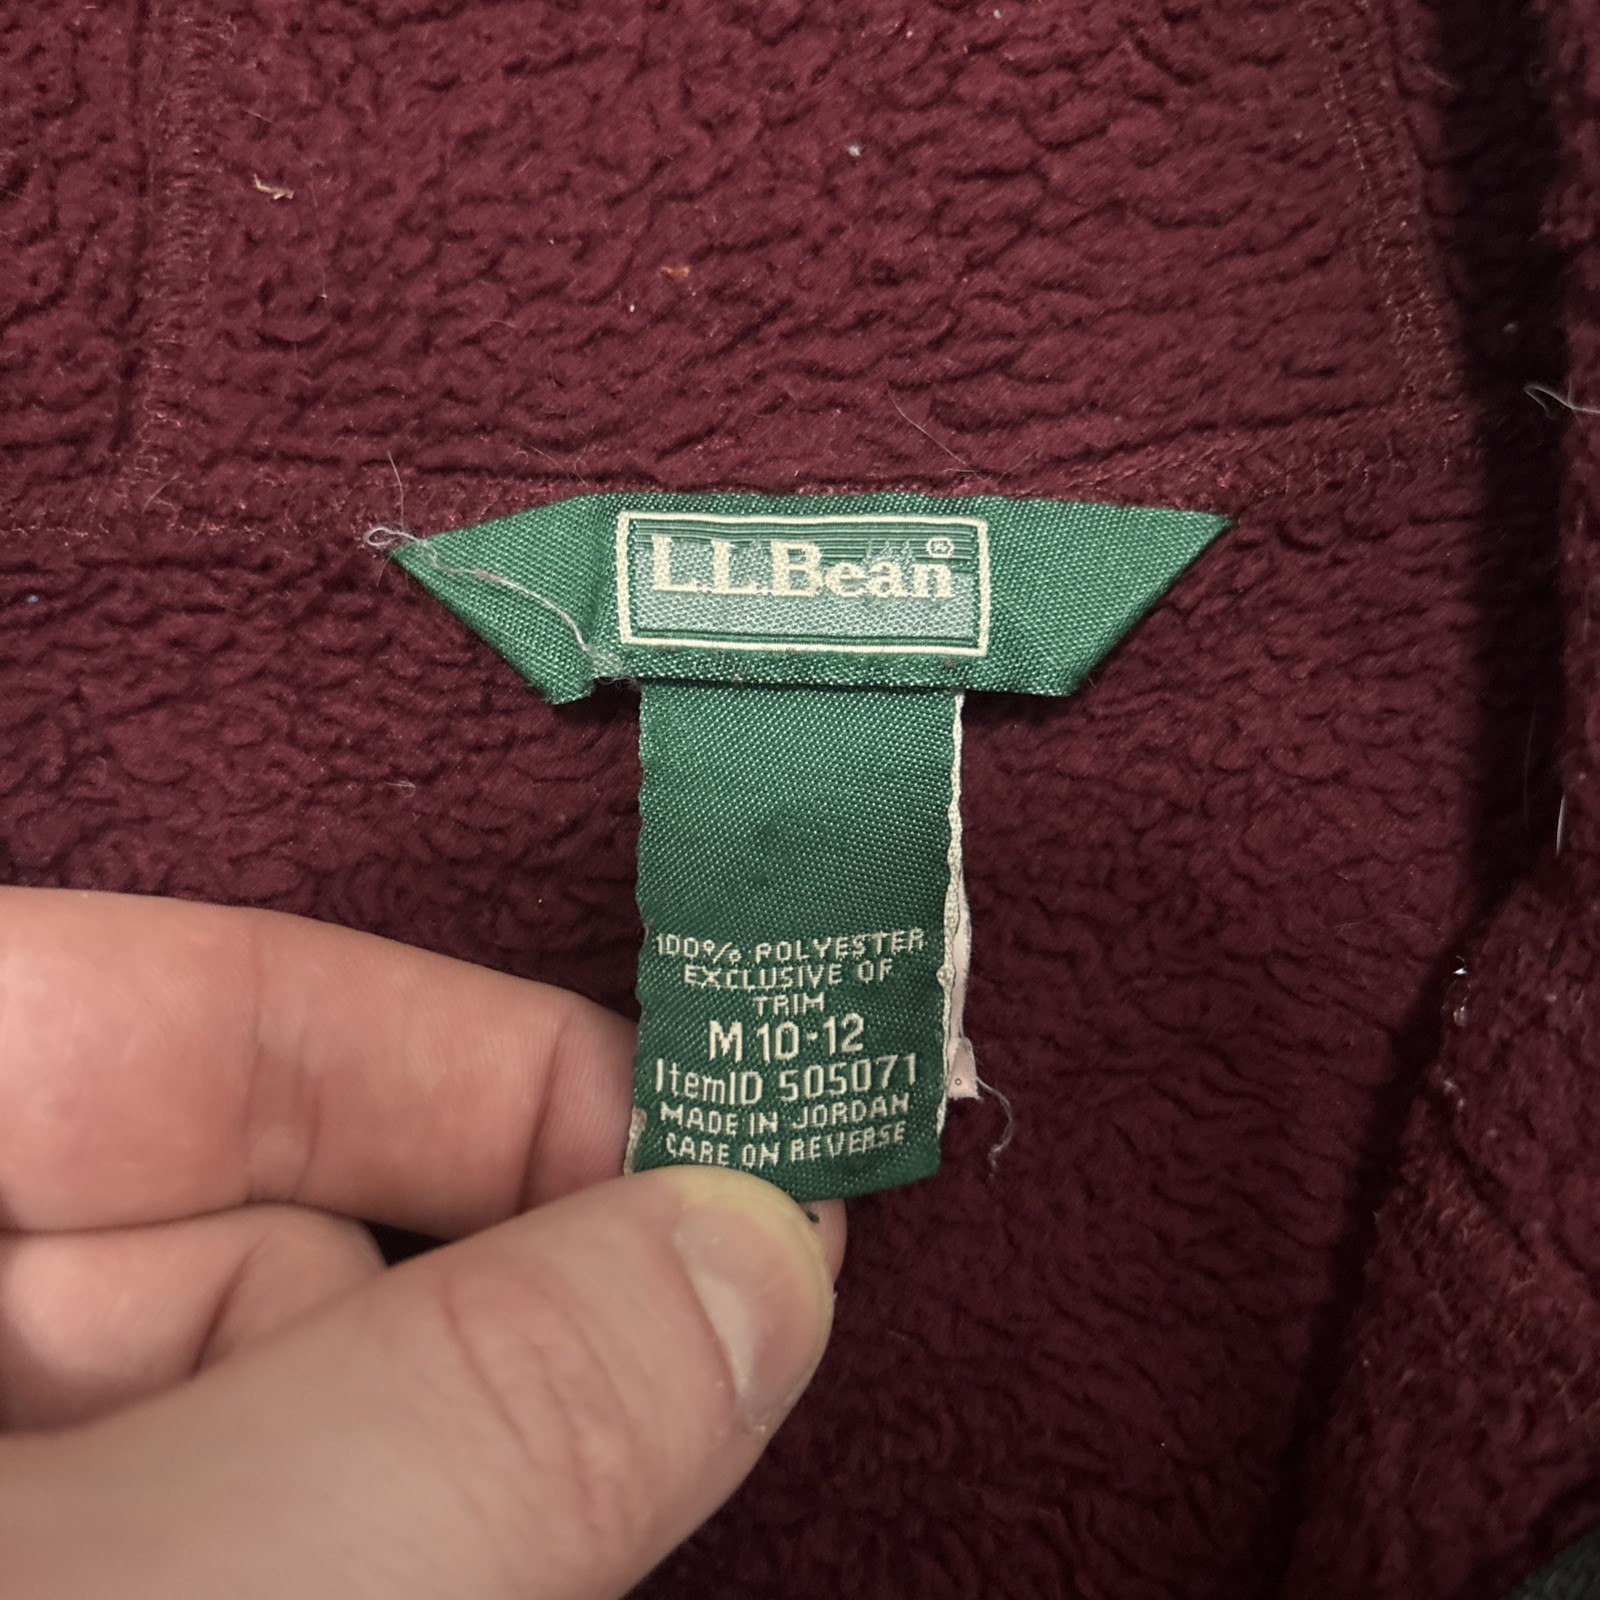 L.L.Bean®
100% POLYESTER
EXCLUSIVE OF
TRIM
M 10-12
ItemID 505071
MADE IN JORDAN
CARE ON REVERSE